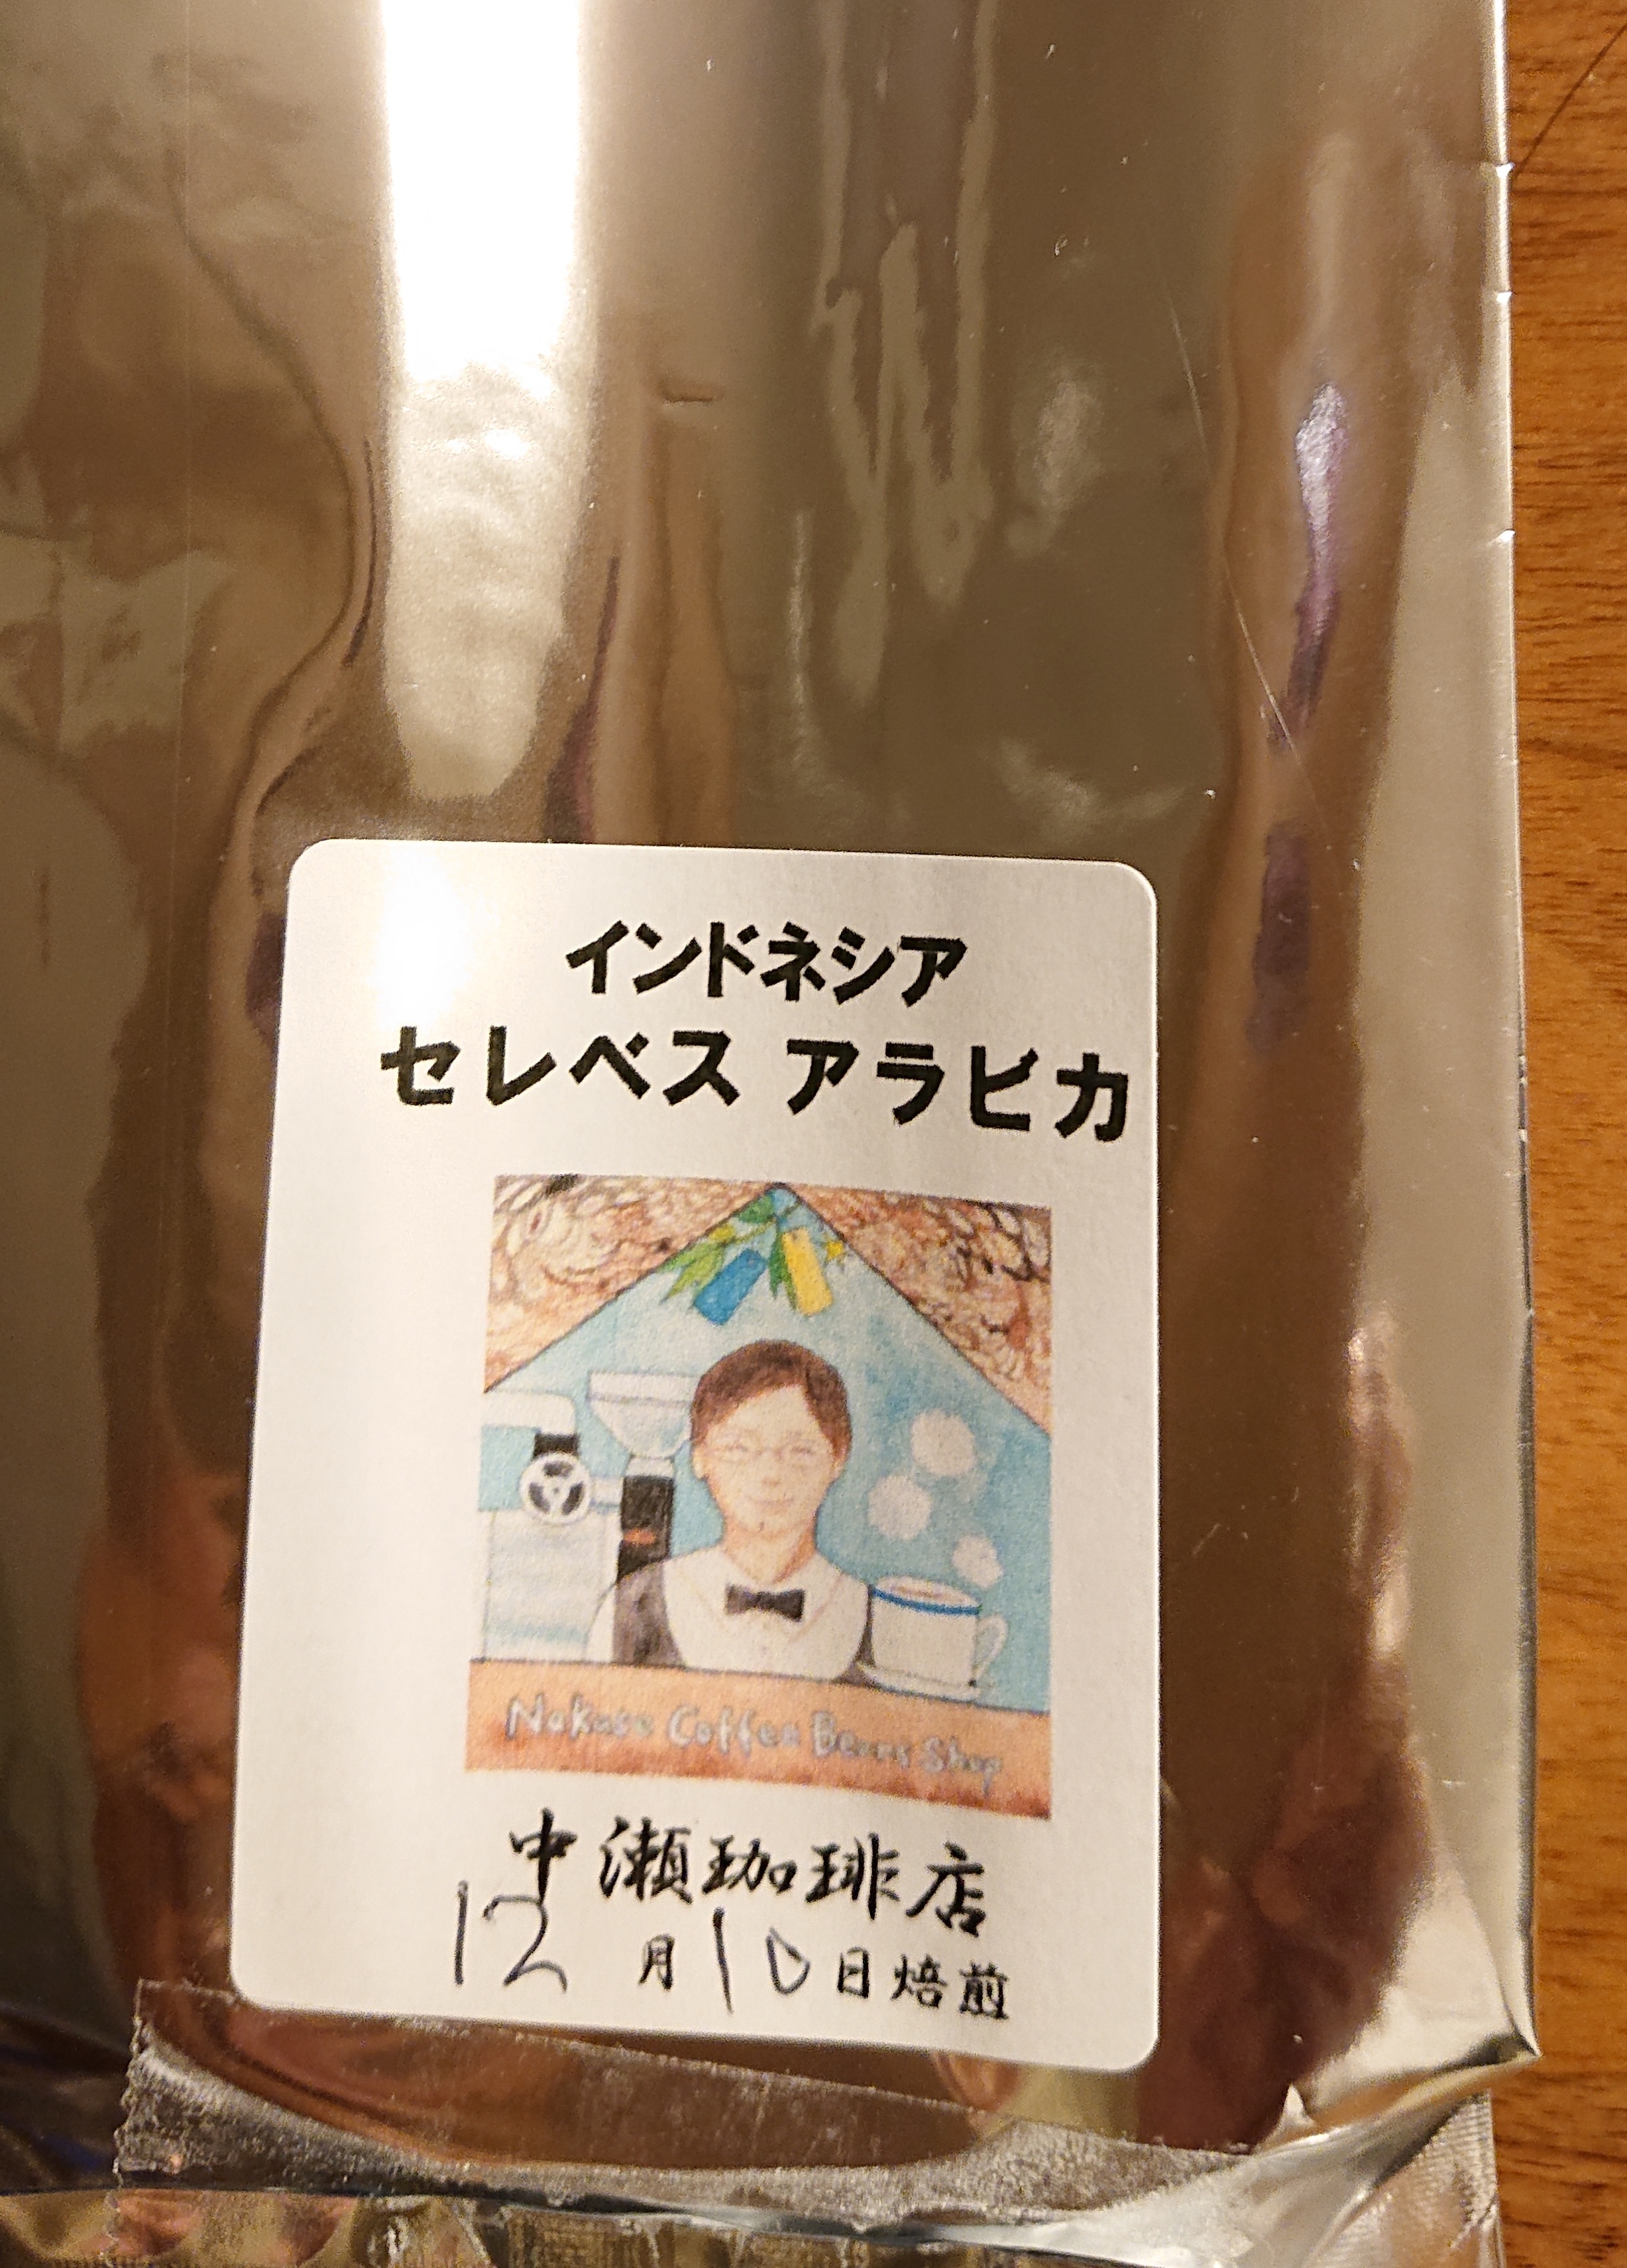 インドネシア
セレベス アラビカ
Nakase Coffee Beans Shop
中瀬珈琲店
12月10日焙煎